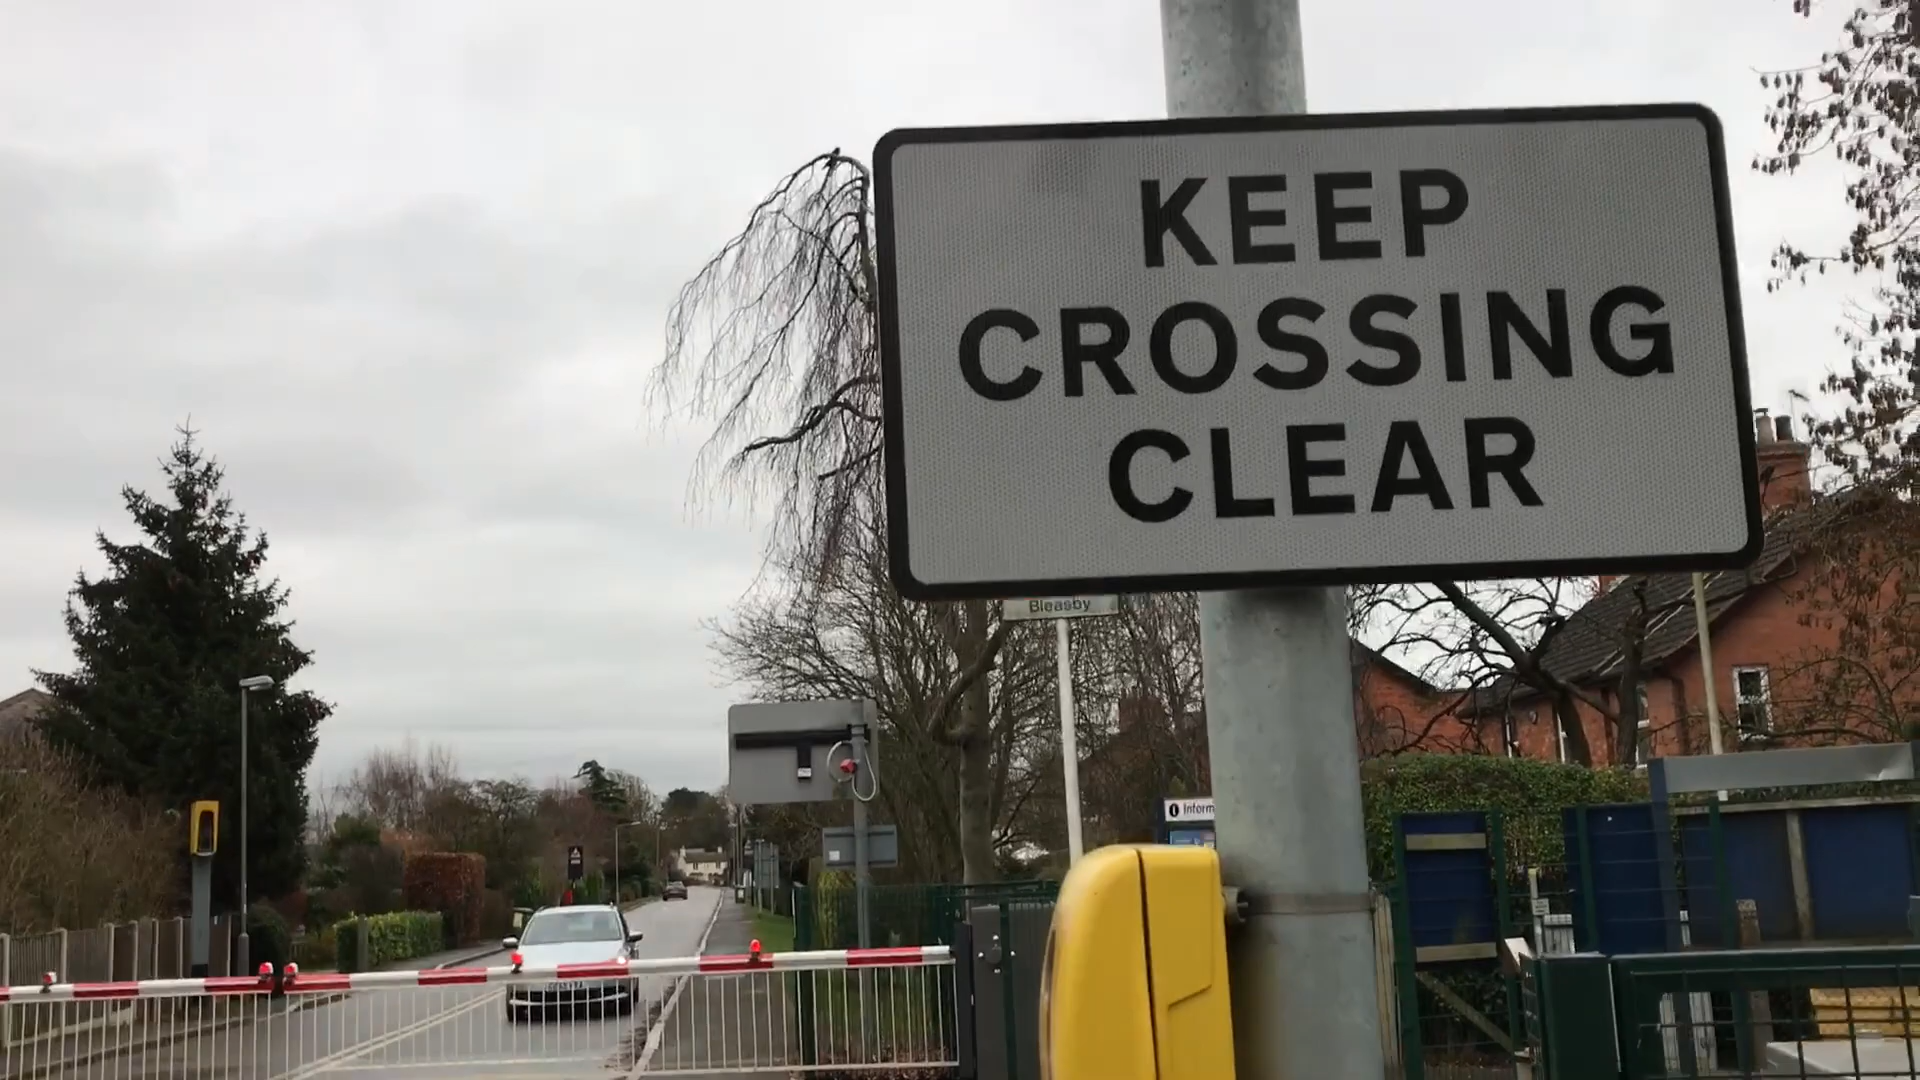 KEEP
CROSSING
CLEAR
Bleasby
Inform